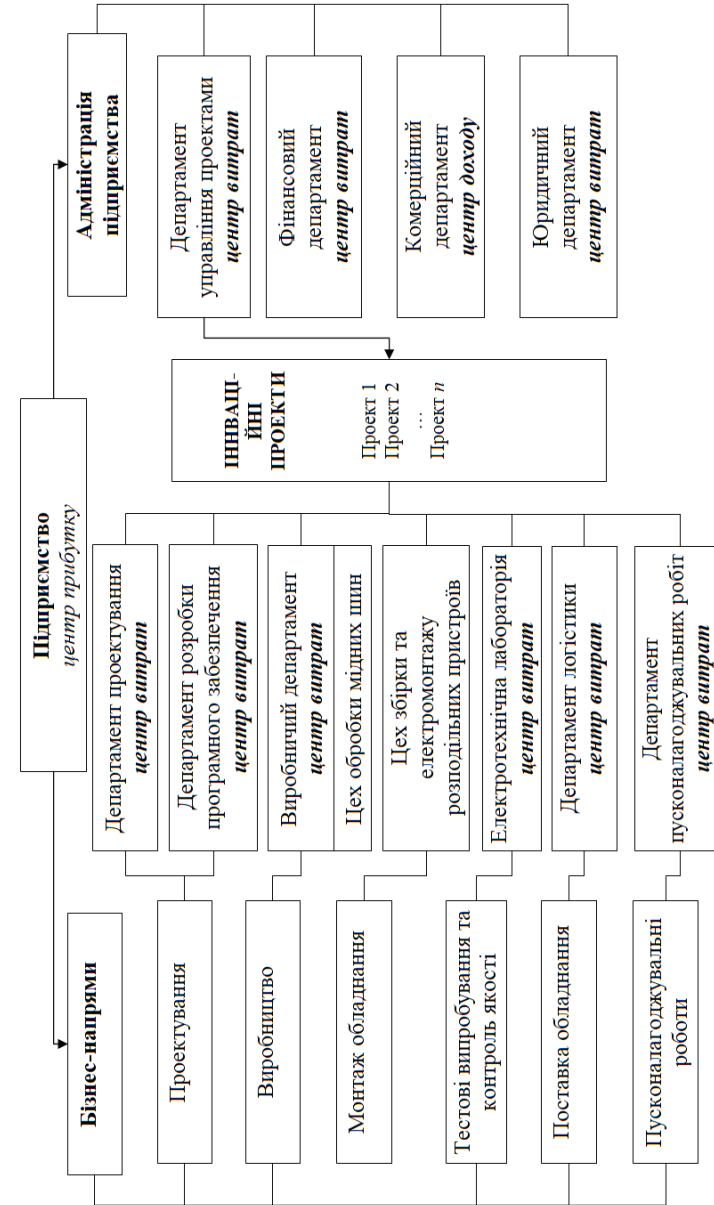 Підприємство
центр прибутку
Бізнес-напрями
Адміністрація
підприємства
Проектування
Виробництво
Монтаж обладнання
Тестові випробування та
контроль якості
Поставка обладнання
Пусконалагоджувальні
роботи
Департамент проектування
центр витрат
Департамент розробки
програмного забезпечення
центр витрат
Виробничий департамент
центр витрат
Цех обробки мідних шин
Цех збірки та
електромонтажу
розподільних пристроїв
Електротехнічна лабораторія
центр витрат
Департамент логістики
центр витрат
Департамент
пусконалагоджувальних робіт
центр витрат
ІННВАЦІ-
ЙНІ
ПРОЕКТИ
Проект 1
Проект 2
…
Проект n
Департамент
управління проектами
центр витрат
Фінансовий
департамент
центр витрат
Комерційний
департамент
центр доходу
Юридичний
департамент
центр витрат